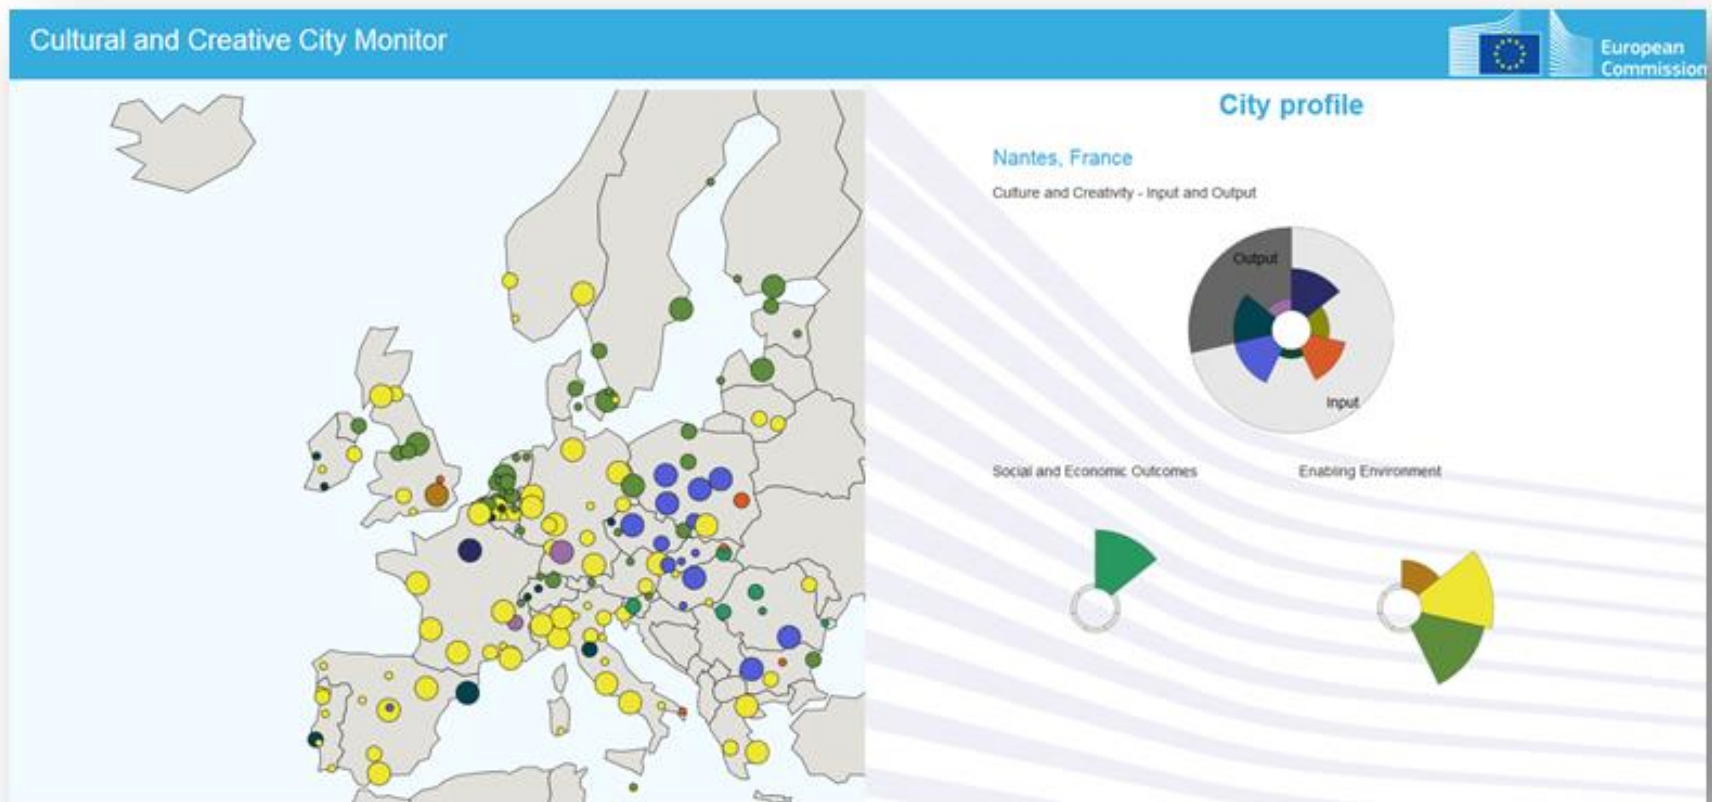 Cultural and Creative City Monitor
European
Commission
City profile
Nantes, France
Culture and Creativity - Input and Output
Output
Input
Social and Economic Outcomes
Enabling Environment